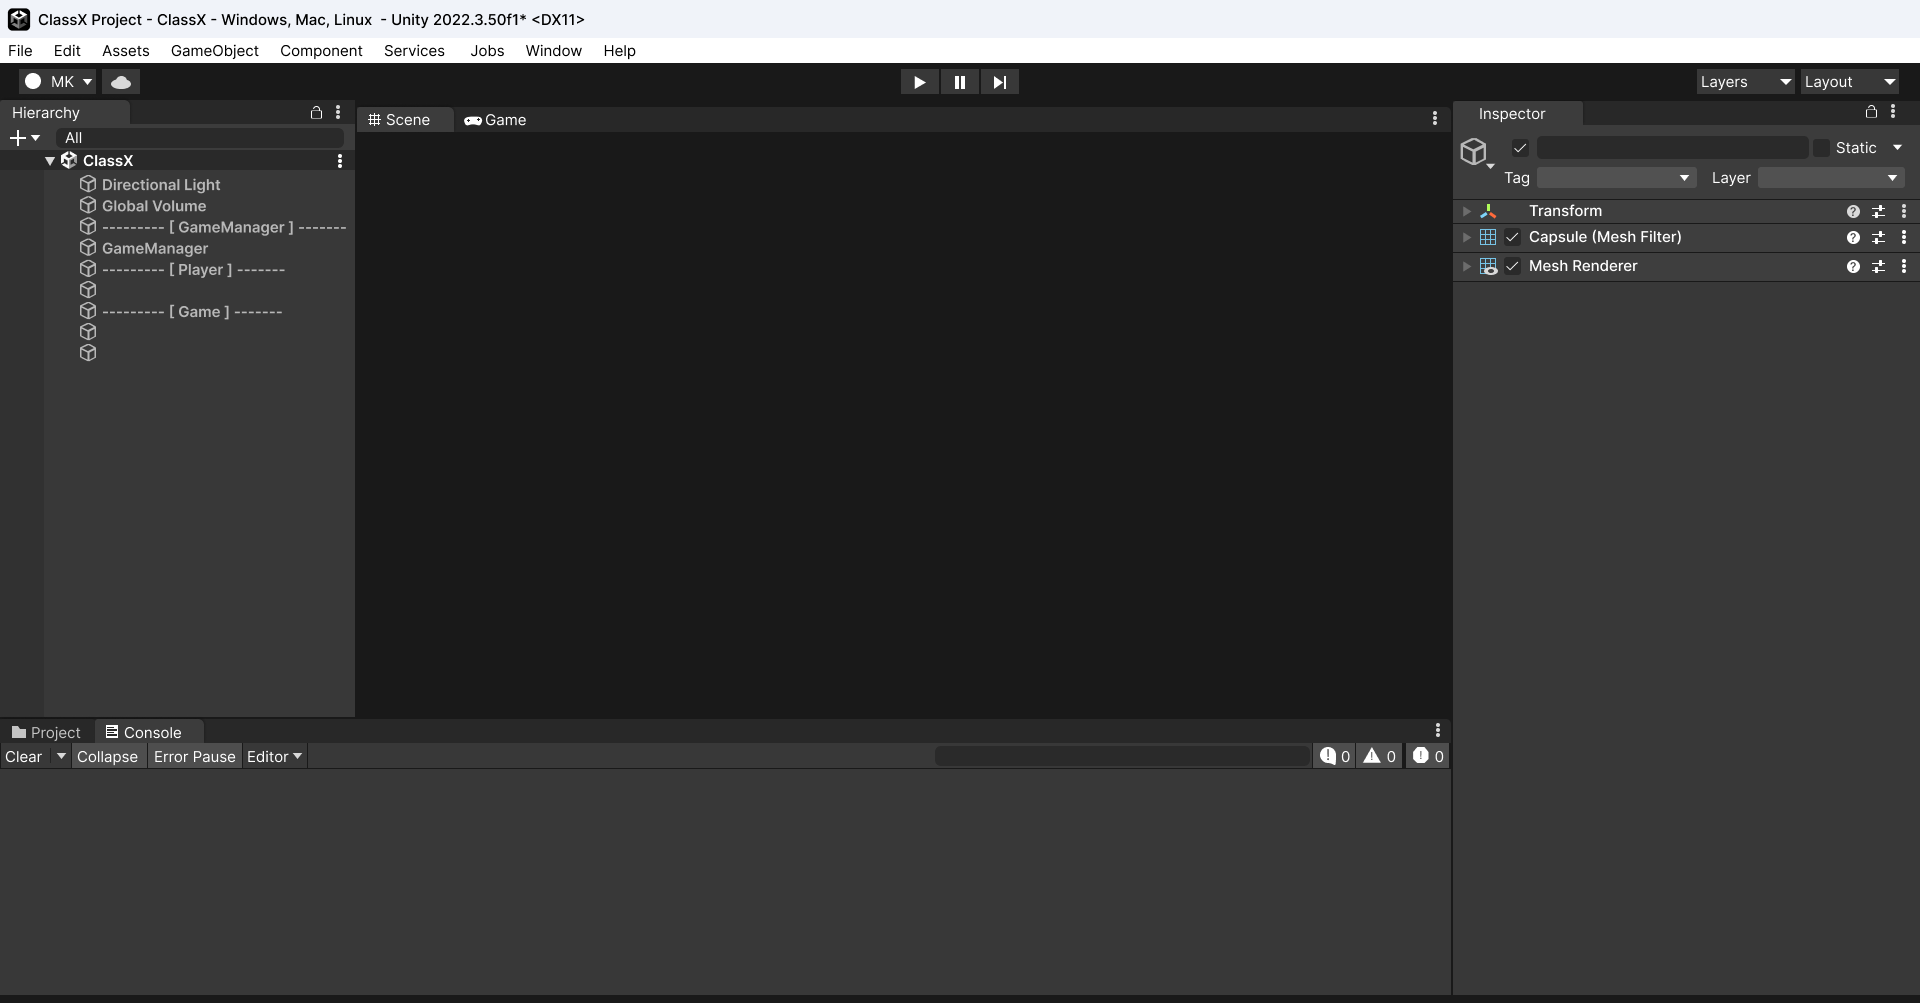 ClassX Project - ClassX - Windows, Mac, Linux - Unity 2022.3.50f1* <DX11>
File Edit Assets GameObject Component Services Jobs Window Help
MK Layers Layout
Hierarchy
All
ClassX
Directional Light
Global Volume
--------- [ GameManager ] -------
GameManager
--------- [ Player ] -------
--------- [ Game ] -------
Scene Game
Inspector
Static
Tag Layer
Transform
Capsule (Mesh Filter)
Mesh Renderer
Project Console
Clear Collapse Error Pause Editor 0 0 0